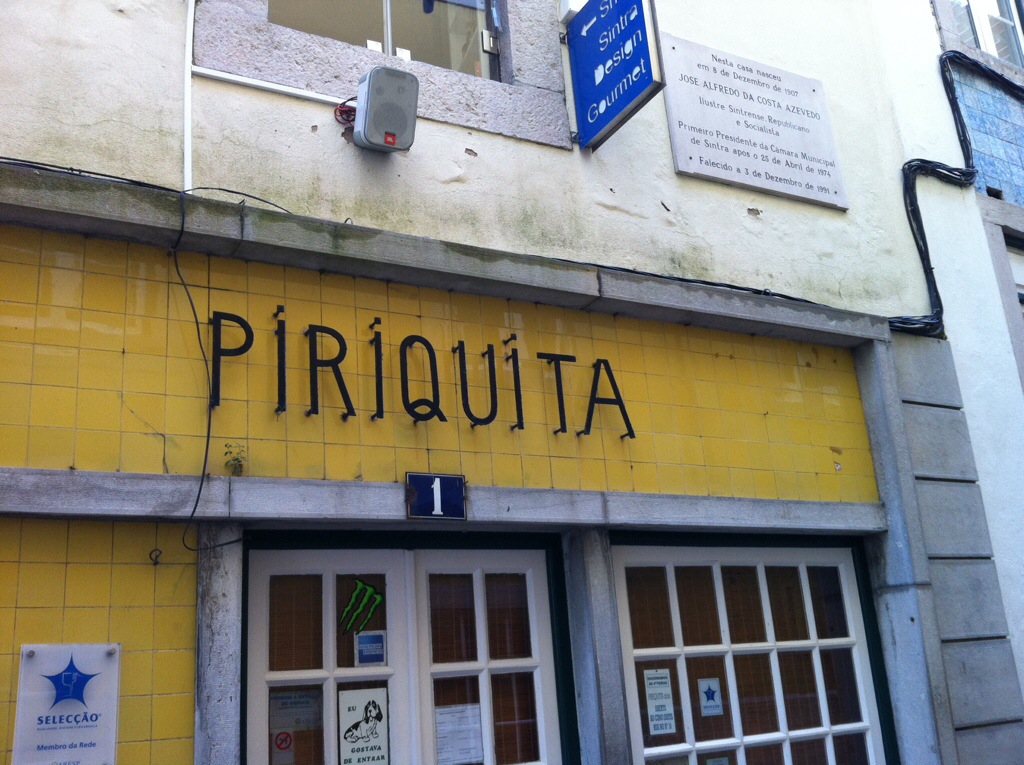 Sintra
Design
Gourmet
Nesta casa nasceu
em 8 de Dezembro de 1907
JOSE ALFREDO DA COSTA AZEVEDO
Ilustre Sintrense, Republicano
e Socialista
Primeiro Presidente da Câmara Municipal
de Sintra apos o 25 de Abril de 1974
Falecido a 3 de Dezembro de 1991
PIRIQUITA
1
SELECÇÃO
Membro da Rede
EU
GOSTAVA
DE ENTRAR